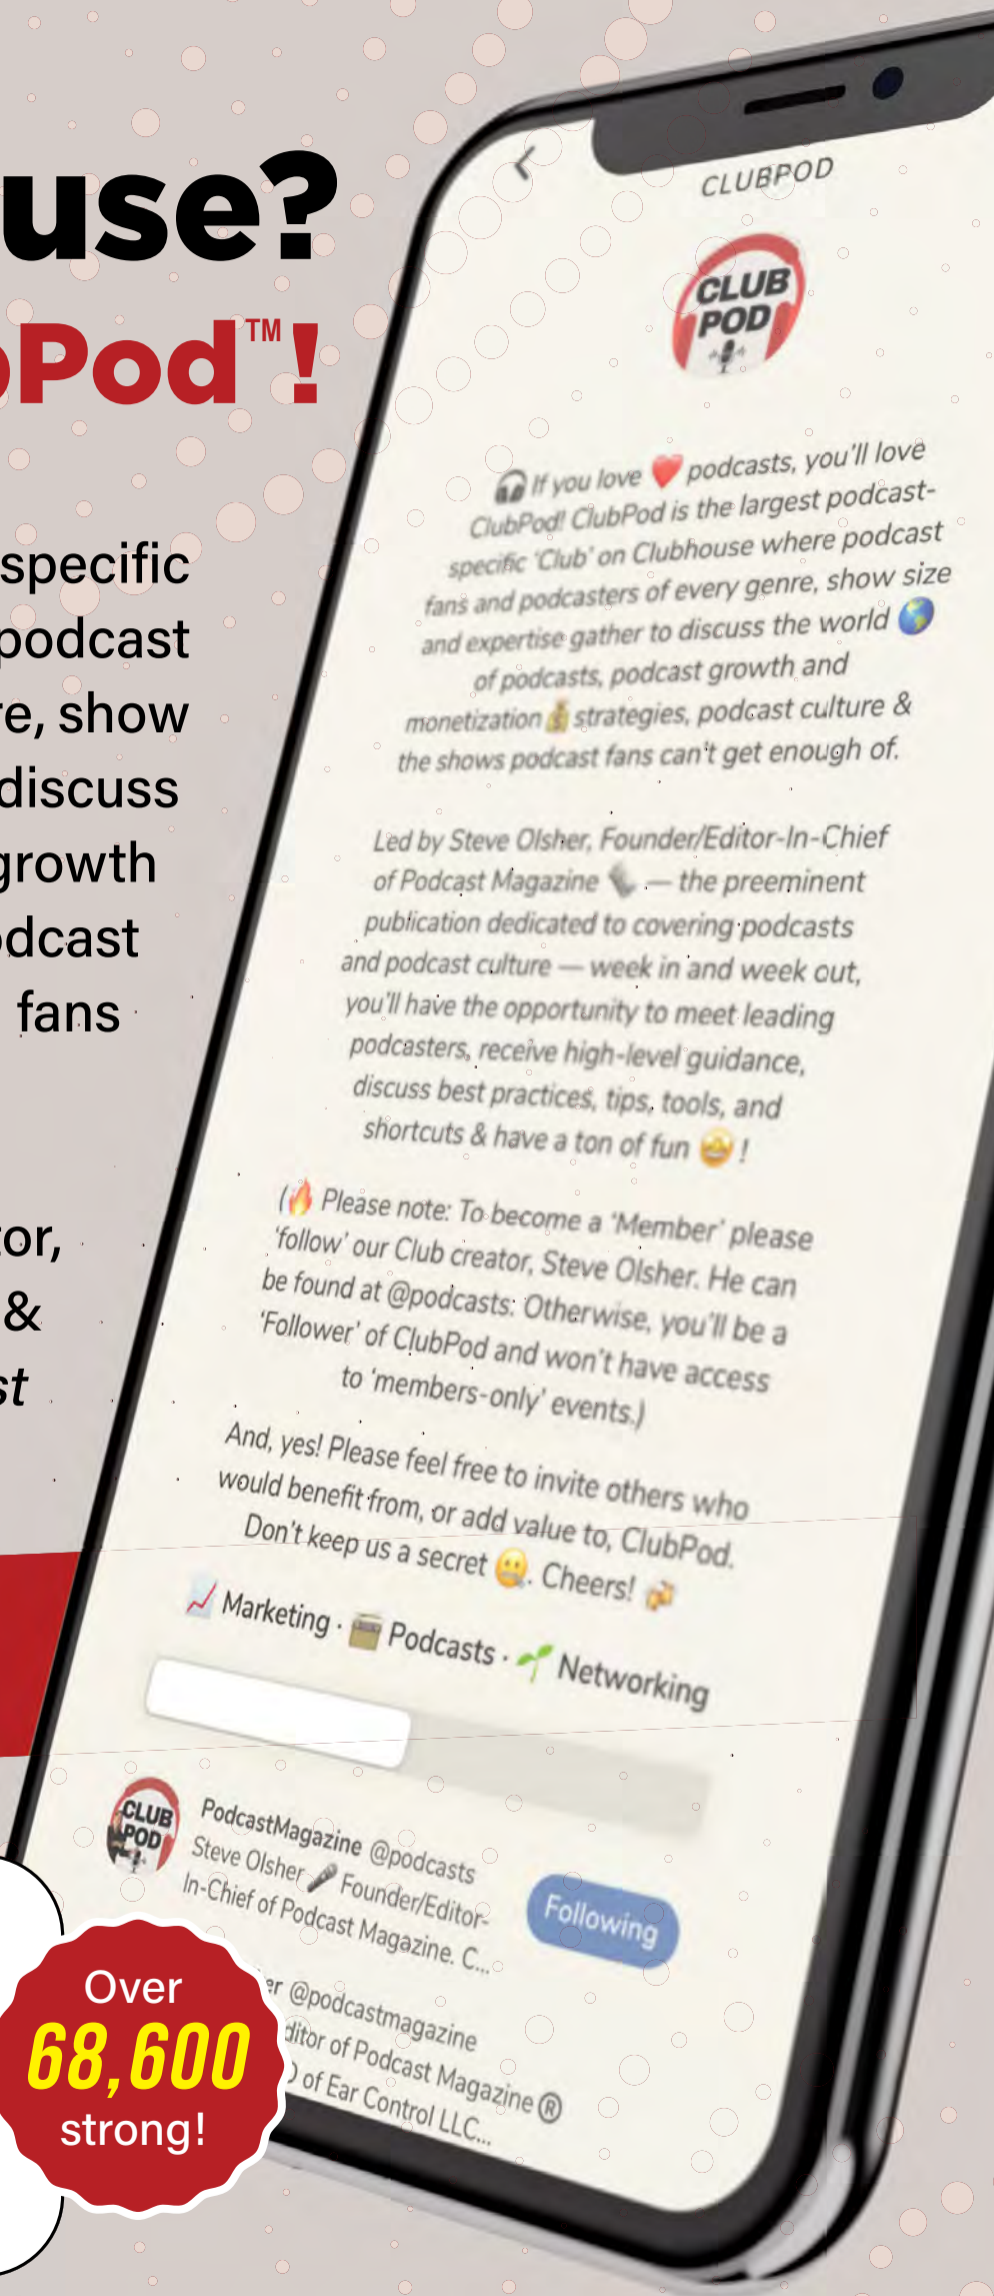 use?
Pod™!
specific
podcast
re, show
discuss
growth
odcast
fans
tor,
&
st
Over
68,600
strong!
CLUBPOD
CLUB
POD
If you love ❤️ podcasts, you'll love
ClubPod! ClubPod is the largest podcast-
specific 'Club' on Clubhouse where podcast
fans and podcasters of every genre, show size
and expertise gather to discuss the world 🌎
of podcasts, podcast growth and
monetization 💰 strategies, podcast culture &
the shows podcast fans can't get enough of.
Led by Steve Olsher, Founder/Editor-In-Chief
of Podcast Magazine 🗞️ — the preeminent
publication dedicated to covering podcasts
and podcast culture — week in and week out,
you'll have the opportunity to meet leading
podcasters, receive high-level guidance,
discuss best practices, tips, tools, and
shortcuts & have a ton of fun 🤩 !
(🔥 Please note: To become a 'Member' please
'follow' our Club creator, Steve Olsher. He can
be found at @podcasts: Otherwise, you'll be a
'Follower' of ClubPod and won't have access
to 'members-only' events.)
And, yes! Please feel free to invite others who
would benefit from, or add value to, ClubPod.
Don't keep us a secret 🤐. Cheers! 🍻
📈 Marketing · 🗃️ Podcasts · 🌱 Networking
CLUB
POD
PodcastMagazine @podcasts
Steve Olsher 🎤 Founder/Editor-
In-Chief of Podcast Magazine. C...
Following
er @podcastmagazine
ditor of Podcast Magazine ®
of Ear Control LLC...